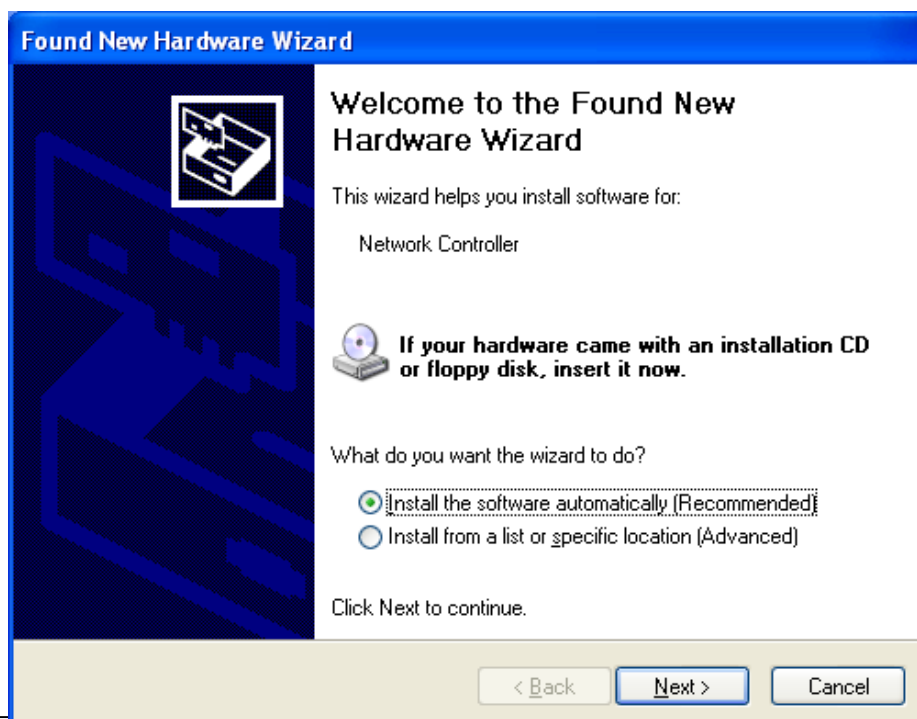 Found New Hardware Wizard
Welcome to the Found New
Hardware Wizard
This wizard helps you install software for:
Network Controller
If your hardware came with an installation CD
or floppy disk, insert it now.
What do you want the wizard to do?
Install the software automatically (Recommended)
Install from a list or specific location (Advanced)
Click Next to continue.
< Back Next > Cancel